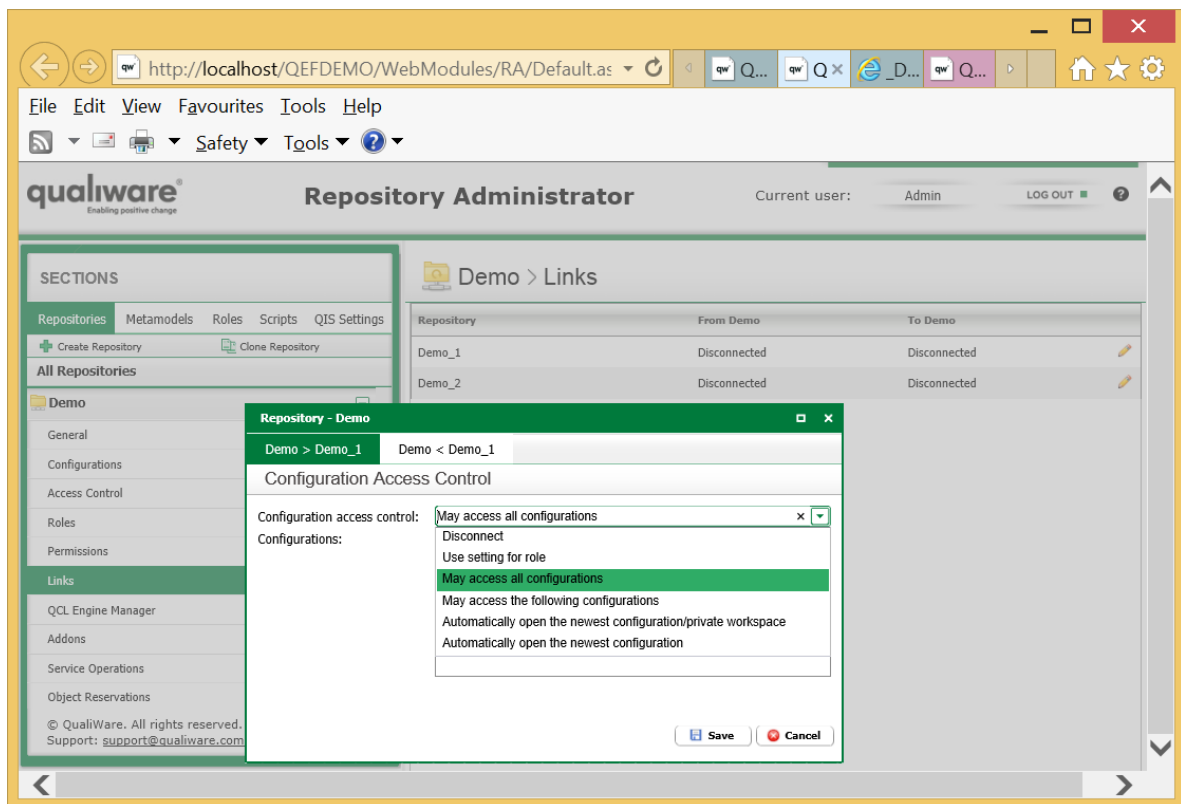 http://localhost/QEFDEMO/WebModules/RA/Default.as
qw Q...
qw Q ×
_D...
qw Q...
File Edit View Favourites Tools Help
Safety Tools
qualiware®
Enabling positive change
Repository Administrator
Current user: Admin
LOG OUT
SECTIONS
Repositories Metamodels Roles Scripts QIS Settings
Create Repository Clone Repository
All Repositories
Demo
General
Configurations
Access Control
Roles
Permissions
Links
QCL Engine Manager
Addons
Service Operations
Object Reservations
© QualiWare. All rights reserved.
Support: support@qualiware.com
Demo > Links
Repository From Demo To Demo
Demo_1 Disconnected Disconnected
Demo_2 Disconnected Disconnected
Repository - Demo
Demo > Demo_1 Demo < Demo_1
Configuration Access Control
Configuration access control: May access all configurations
Configurations:
Disconnect
Use setting for role
May access all configurations
May access the following configurations
Automatically open the newest configuration/private workspace
Automatically open the newest configuration
Save Cancel